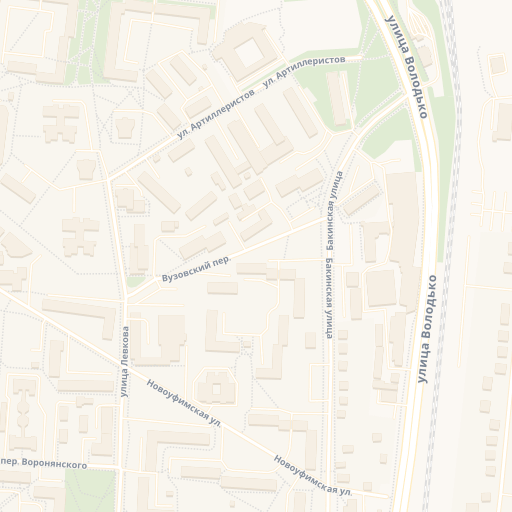 улица Володько
ул. Артиллеристов
ул. Артиллеристов
Бакинская улица
Вузовский пер.
Бакинская улица
улица Володько
улица Левкова
Новоуфимская ул.
пер. Воронянского
Новоуфимская ул.